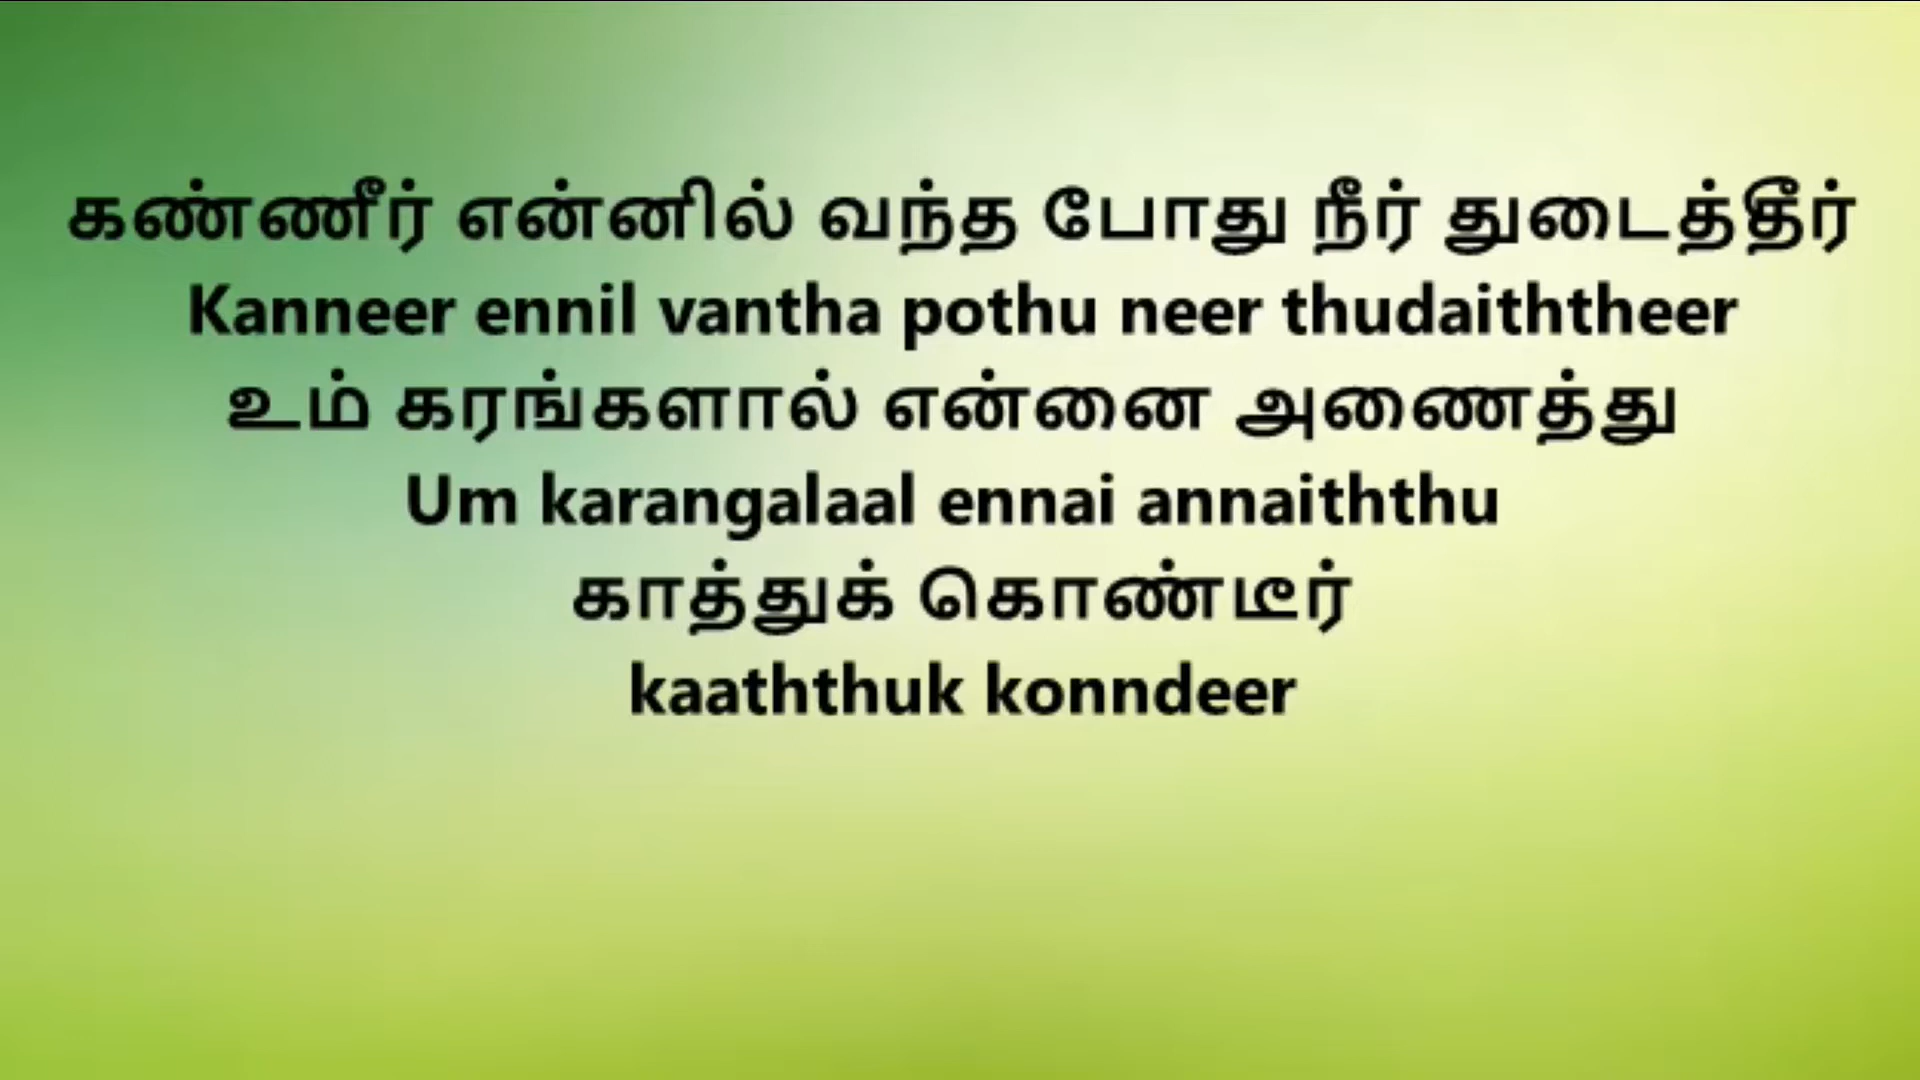 கண்ணீர் என்னில் வந்த போது நீர் துடைத்தீர்
Kanneer ennil vantha pothu neer thudaiththeer
உம் கரங்களால் என்னை அணைத்து
Um karangalaal ennai annaiththu
காத்துக் கொண்டீர்
kaaththuk konndeer